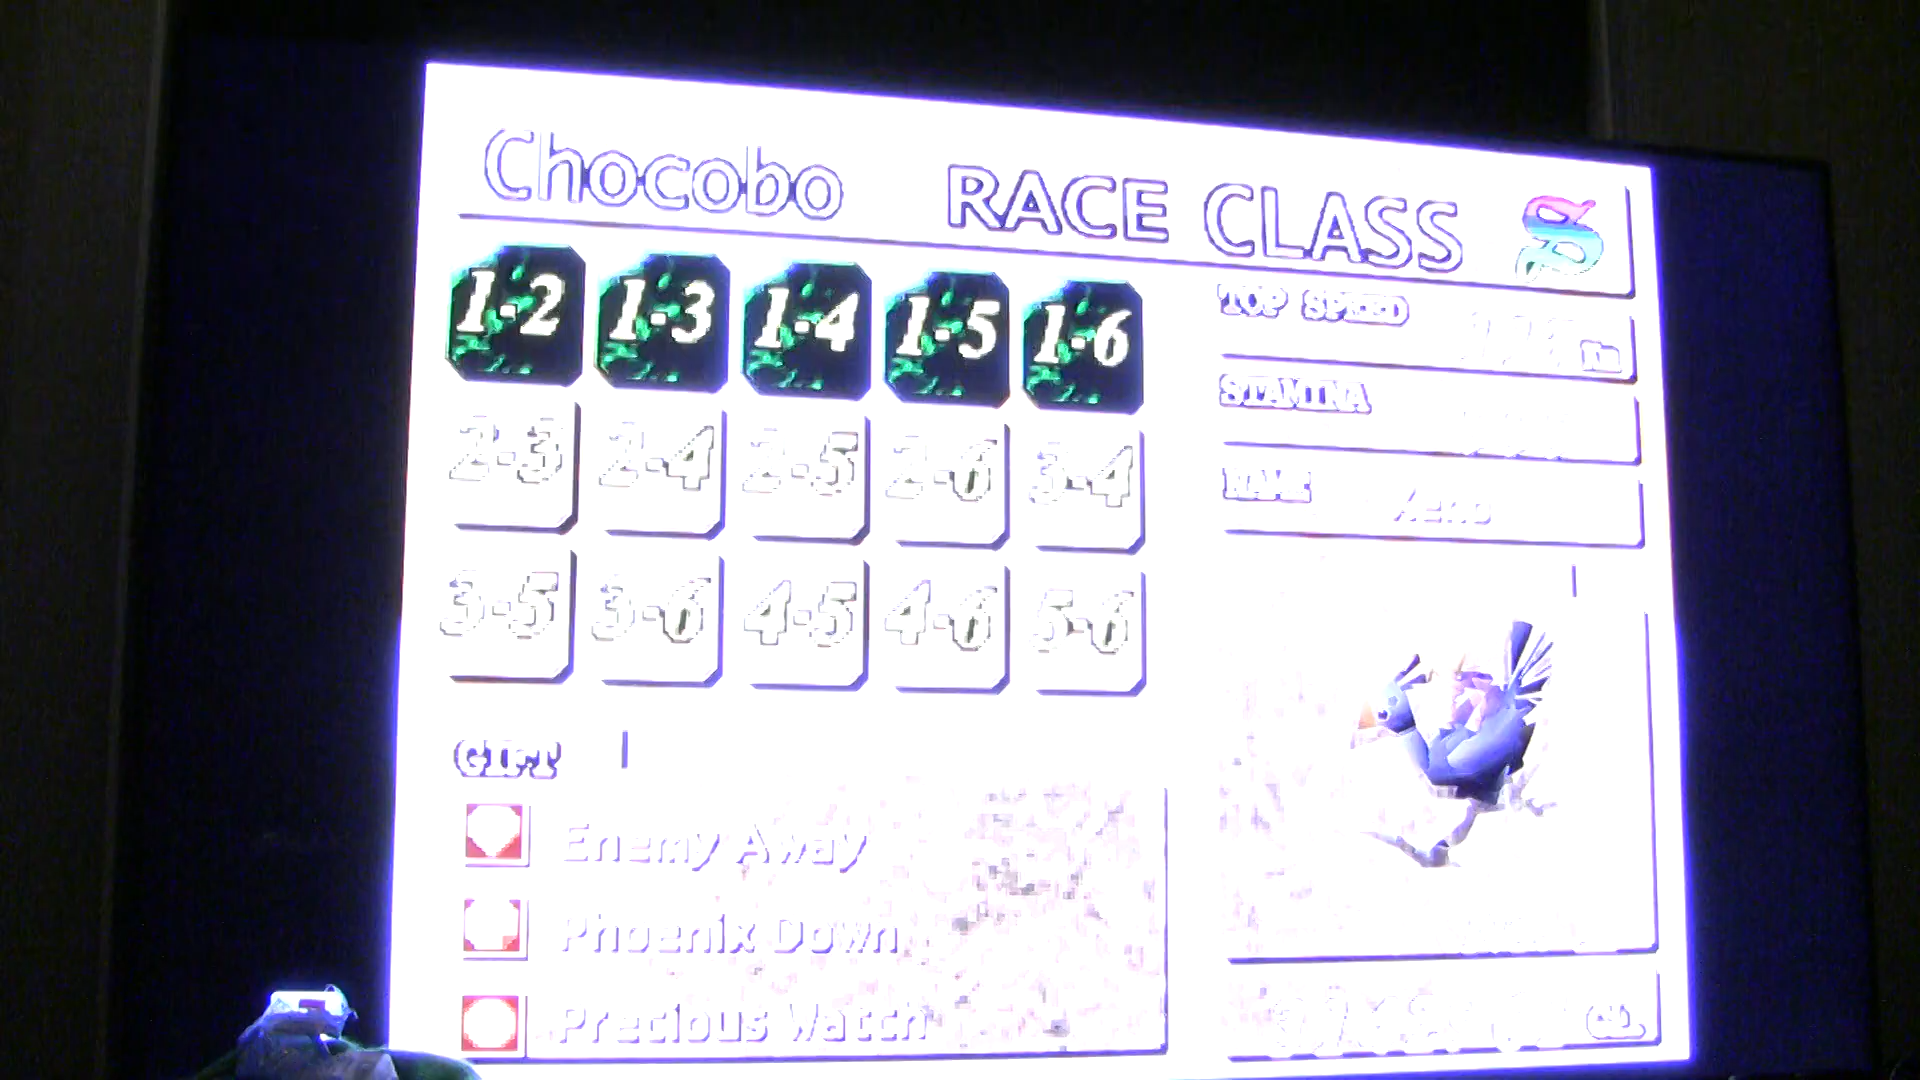 Chocobo RACE CLASS S
1-2 1-3 1-4 1-5 1-6
2-3 2-4 2-5 2-6 3-4
3-5 3-6 4-5 4-6 5-6
TOP SPEED
STAMINA
NAME
GIFT
Enemy Away
Phoenix Down
Precious Watch